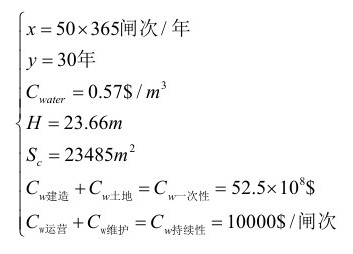 x = 50×365闸次/年
y = 30年
C_water = 0.57$/m³
H = 23.66m
S_c = 23485m²
C_w建造 + C_w土地 = C_w一次性 = 52.5×10⁸$
C_w运营 + C_w维护 = C_w持续性 = 10000$/闸次